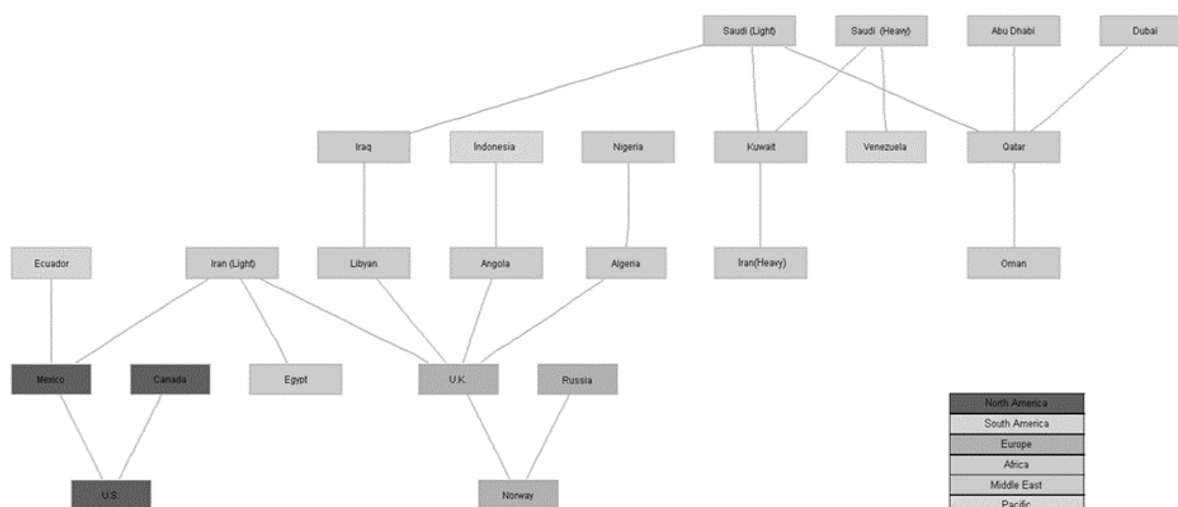 Saudi (Light)
Saudi (Heavy)
Abu Dhabi
Dubai
Iraq
Indonesia
Nigeria
Kuwait
Venezuela
Qatar
Ecuador
Iran (Light)
Libyan
Angola
Algeria
Iran(Heavy)
Oman
Mexico
Canada
Egypt
U.K.
Russia
U.S.
Norway
North America
South America
Europe
Africa
Middle East
Pacific